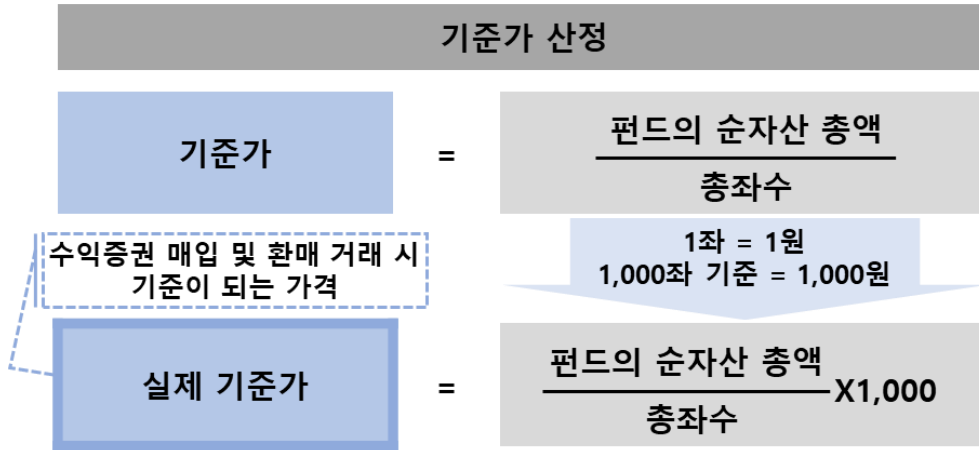 기준가 산정
기준가
=
펀드의 순자산 총액
총좌수
수익증권 매입 및 환매 거래 시
기준이 되는 가격
1좌 = 1원
1,000좌 기준 = 1,000원
실제 기준가
=
펀드의 순자산 총액
총좌수
X1,000